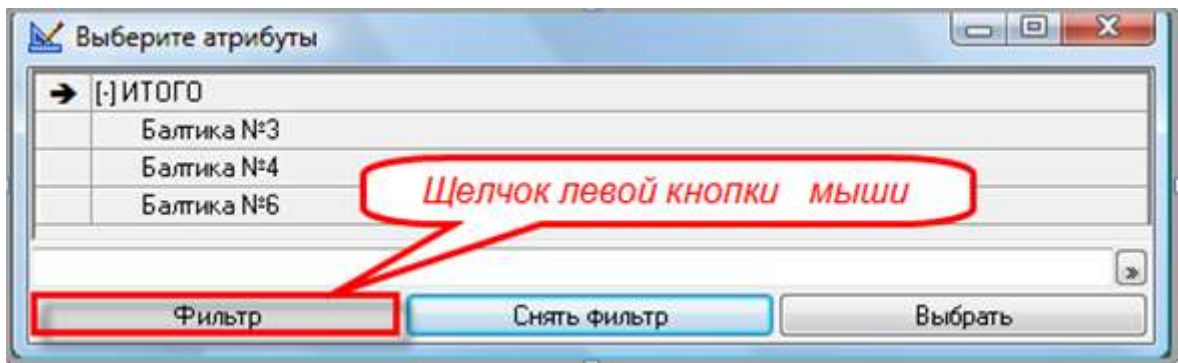 Выберите атрибуты
[-] ИТОГО
Балтика №3
Балтика №4
Балтика №6
Щелчок левой кнопки мыши
»
Фильтр Снять фильтр Выбрать